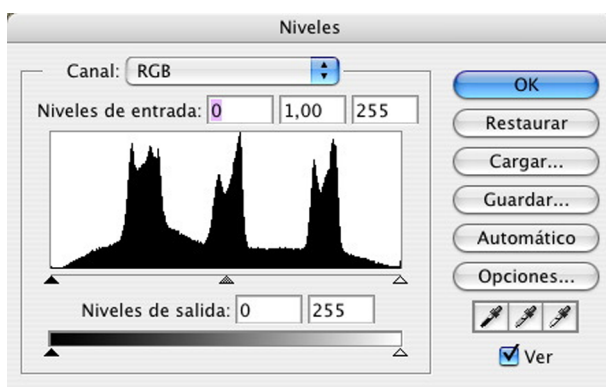 Niveles
Canal: RGB
Niveles de entrada: 0 1,00 255
Niveles de salida: 0 255
OK
Restaurar
Cargar...
Guardar...
Automático
Opciones...
Ver